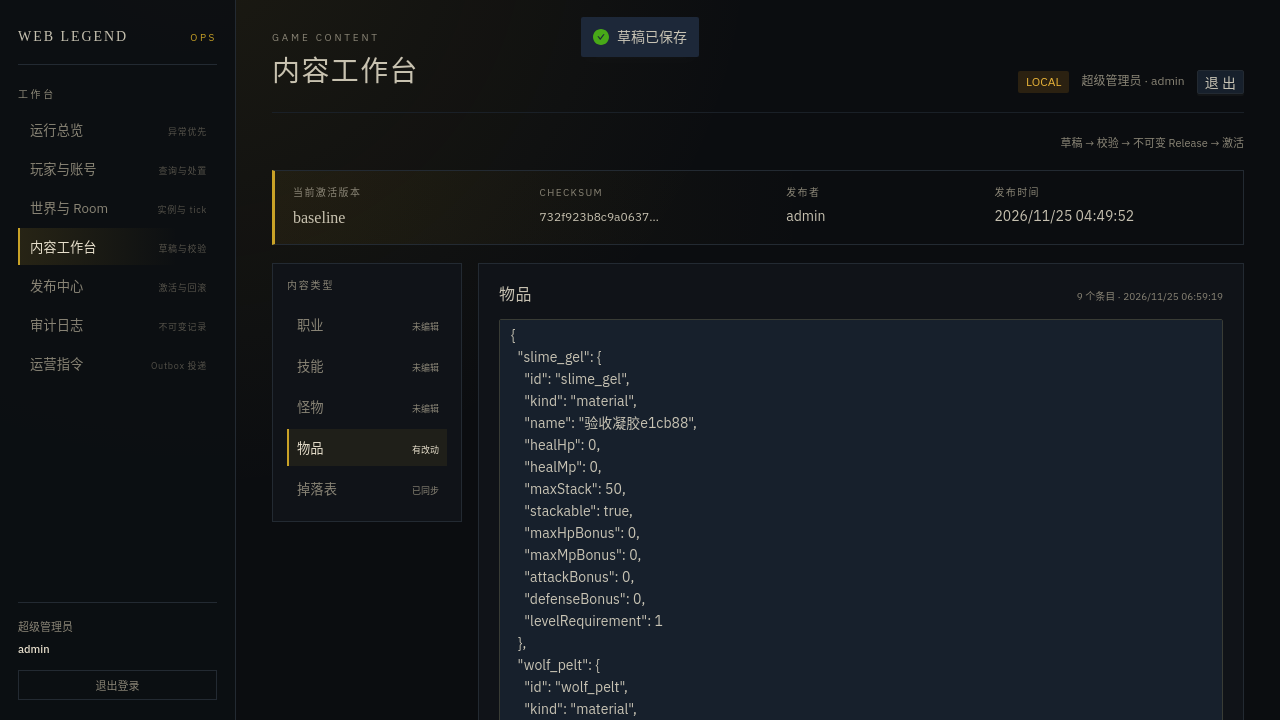 WEB LEGEND
OPS
工作台
运行总览
异常优先
玩家与账号
查询与处置
世界与 Room
实例与 tick
内容工作台
草稿与校验
发布中心
激活与回滚
审计日志
不可变记录
运营指令
Outbox 投递
超级管理员
admin
退出登录
GAME CONTENT
内容工作台
草稿已保存
LOCAL
超级管理员 · admin
退 出
草稿 → 校验 → 不可变 Release → 激活
当前激活版本
baseline
CHECKSUM
732f923b8c9a0637…
发布者
admin
发布时间
2026/11/25 04:49:52
内容类型
职业
未编辑
技能
未编辑
怪物
未编辑
物品
有改动
掉落表
已同步
物品
9 个条目 · 2026/11/25 06:59:19
{
"slime_gel": {
"id": "slime_gel",
"kind": "material",
"name": "验收凝胶e1cb88",
"healHp": 0,
"healMp": 0,
"maxStack": 50,
"stackable": true,
"maxHpBonus": 0,
"maxMpBonus": 0,
"attackBonus": 0,
"defenseBonus": 0,
"levelRequirement": 1
},
"wolf_pelt": {
"id": "wolf_pelt",
"kind": "material",